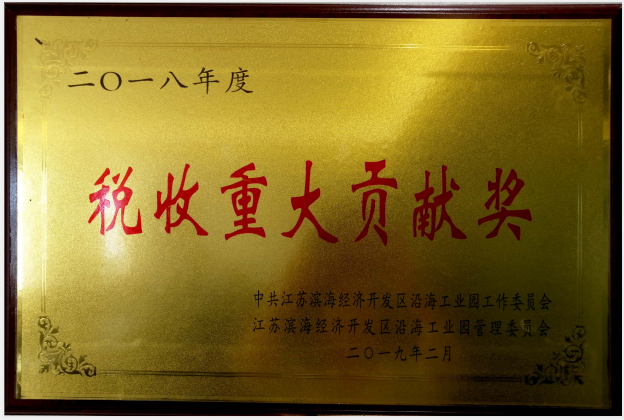 二〇一八年度
税收重大贡献奖
中共江苏滨海经济开发区沿海工业园工作委员会
江苏滨海经济开发区沿海工业园管理委员会
二〇一九年二月